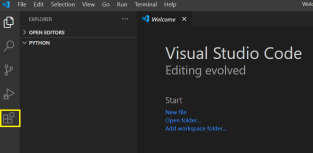 File Edit Selection View Go Run Terminal Help
EXPLORER ···
> OPEN EDITORS
PYTHON
Welcome ×
Visual Studio Code
Editing evolved
Start
New file
Open folder...
Add workspace folder...